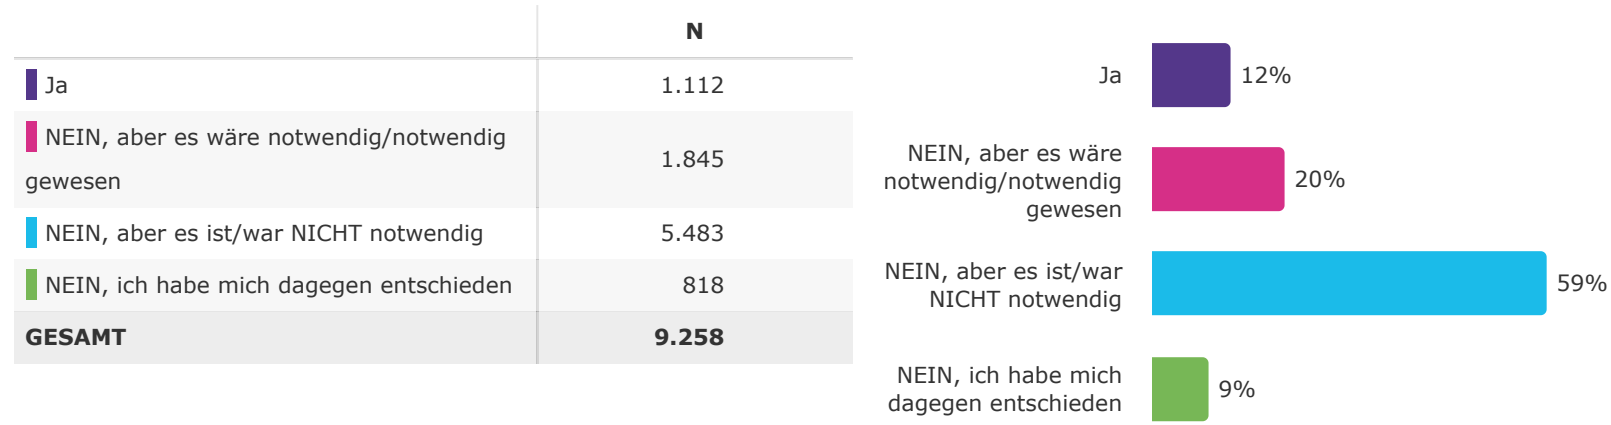 N
Ja 1.112
NEIN, aber es wäre notwendig/notwendig
gewesen 1.845
NEIN, aber es ist/war NICHT notwendig 5.483
NEIN, ich habe mich dagegen entschieden 818
GESAMT 9.258
Ja 12%
NEIN, aber es wäre
notwendig/notwendig 20%
gewesen
NEIN, aber es ist/war 59%
NICHT notwendig
NEIN, ich habe mich 9%
dagegen entschieden